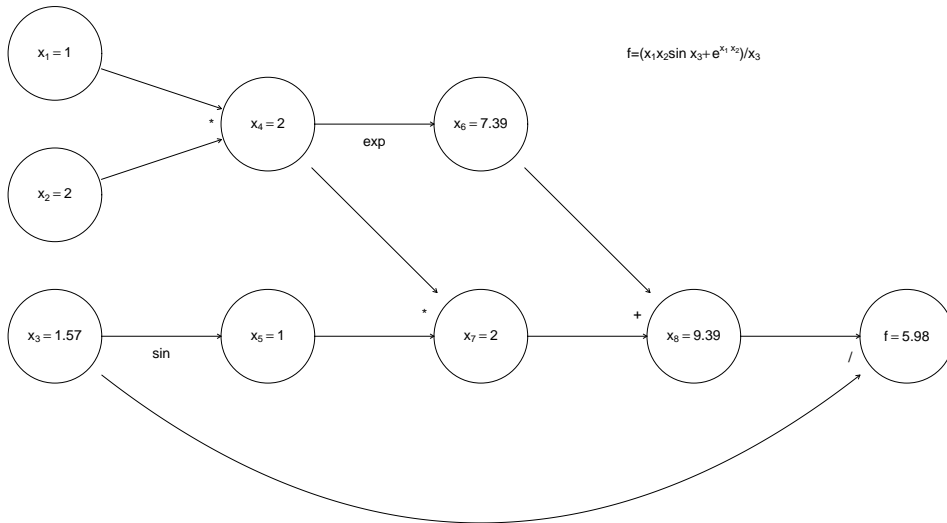 x₁ = 1
f=(x₁x₂sin x₃+e^{x₁ x₂})/x₃
*
x₄ = 2
exp
x₆ = 7.39
x₂ = 2
x₃ = 1.57
sin
x₅ = 1
*
x₇ = 2
+
x₈ = 9.39
/
f = 5.98